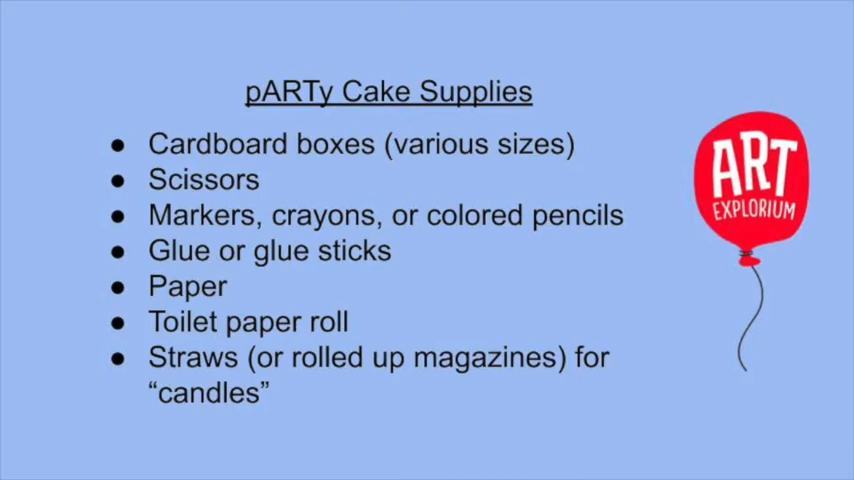 pARTy Cake Supplies
● Cardboard boxes (various sizes)
● Scissors
● Markers, crayons, or colored pencils
● Glue or glue sticks
● Paper
● Toilet paper roll
● Straws (or rolled up magazines) for
“candles”
ART
EXPLORIUM